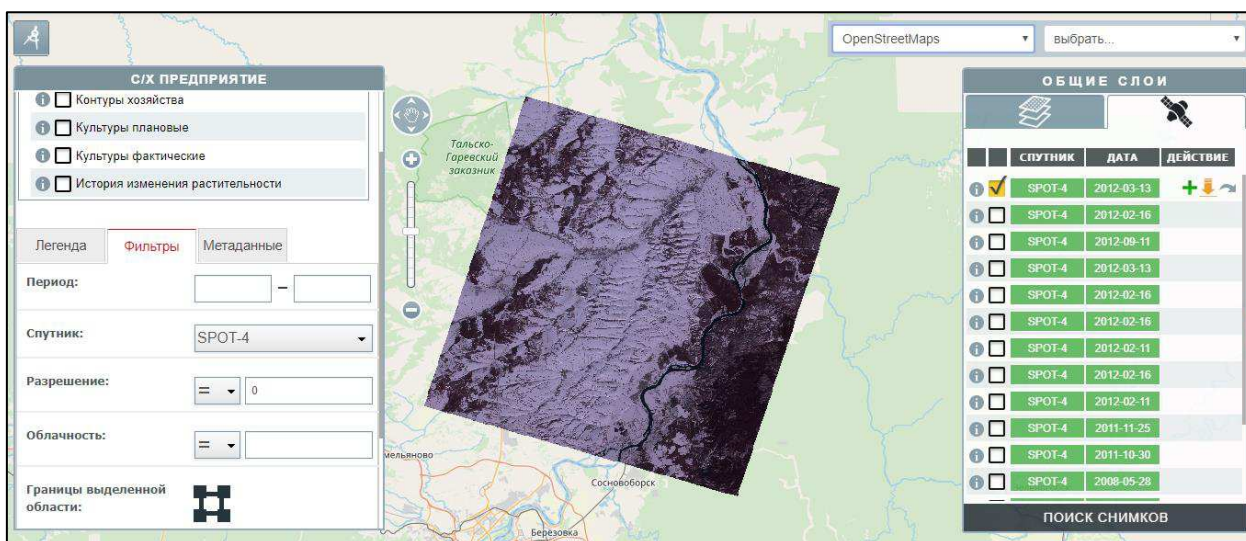 OpenStreetMaps
выбрать...
С/Х ПРЕДПРИЯТИЕ
Контуры хозяйства
Культуры плановые
Культуры фактические
История изменения растительности
Легенда
Фильтры
Метаданные
Период:
–
Спутник:
SPOT-4
Разрешение:
=
0
Облачность:
=
Границы выделенной
области:
Тальско-
Гаревский
заказник
мельяново
Сосновоборск
Березовка
ОБЩИЕ СЛОИ
СПУТНИК ДАТА ДЕЙСТВИЕ
SPOT-4 2012-03-13
SPOT-4 2012-02-16
SPOT-4 2012-09-11
SPOT-4 2012-03-13
SPOT-4 2012-02-16
SPOT-4 2012-02-16
SPOT-4 2012-02-11
SPOT-4 2012-02-16
SPOT-4 2012-02-11
SPOT-4 2011-11-25
SPOT-4 2011-10-30
SPOT-4 2008-05-28
ПОИСК СНИМКОВ